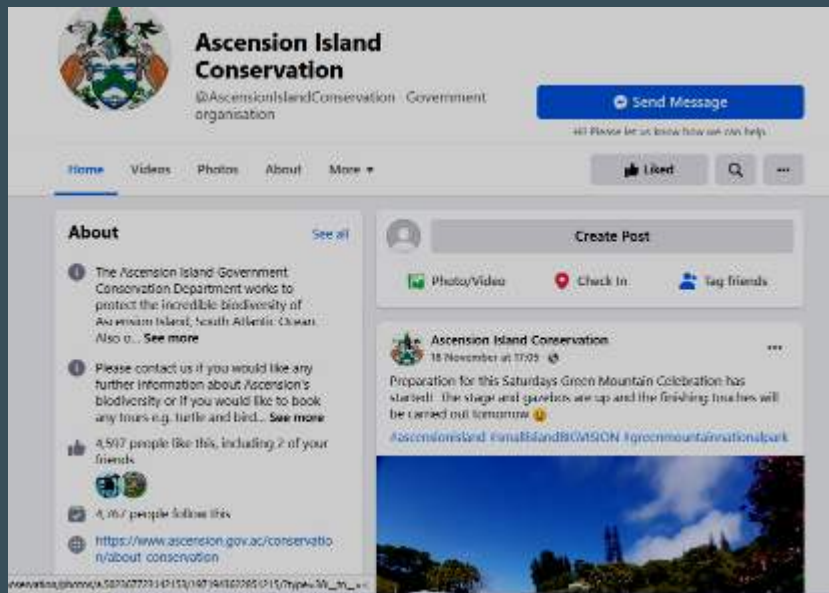 Ascension Island
Conservation
@AscensionIslandConservation · Government
organisation
Send Message
Hi! Please let us know how we can help.
Home Videos Photos About More
Liked
About See all
The Ascension Island Government
Conservation Department works to
protect the incredible biodiversity of
Ascension Island, South Atlantic Ocean.
Also o... See more
Please contact us if you would like any
further information about Ascension's
biodiversity or if you would like to book
any tours e.g. turtle and bird... See more
4,597 people like this, including 2 of your
friends
4,767 people follow this
https://www.ascension.gov.ac/conservatio
n/about-conservation
Create Post
Photo/Video Check In Tag friends
Ascension Island Conservation
18 November at 17:05
Preparation for this Saturdays Green Mountain Celebration has
started! The stage and gazebos are up and the finishing touches will
be carried out tomorrow
#ascensionisland #smallislandBIGVISION #greenmountainnationalpark